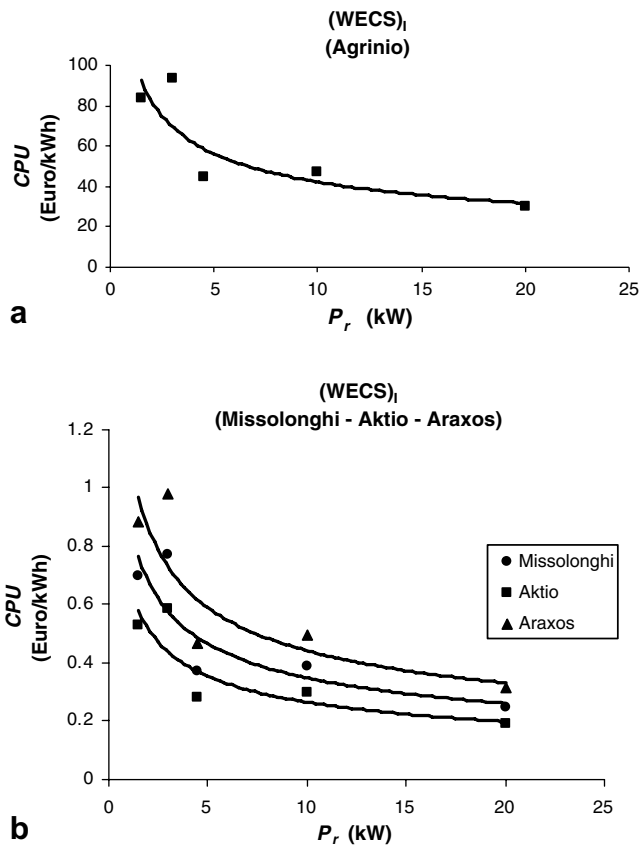 (WECS)I
(Agrinio)
100
80
60
40
20
0
CPU
(Euro/kWh)
0 5 10 15 20 25
Pr (kW)
a
(WECS)I
(Missolonghi - Aktio - Araxos)
1.2
1
0.8
0.6
0.4
0.2
0
CPU
(Euro/kWh)
Missolonghi
Aktio
Araxos
0 5 10 15 20 25
Pr (kW)
b